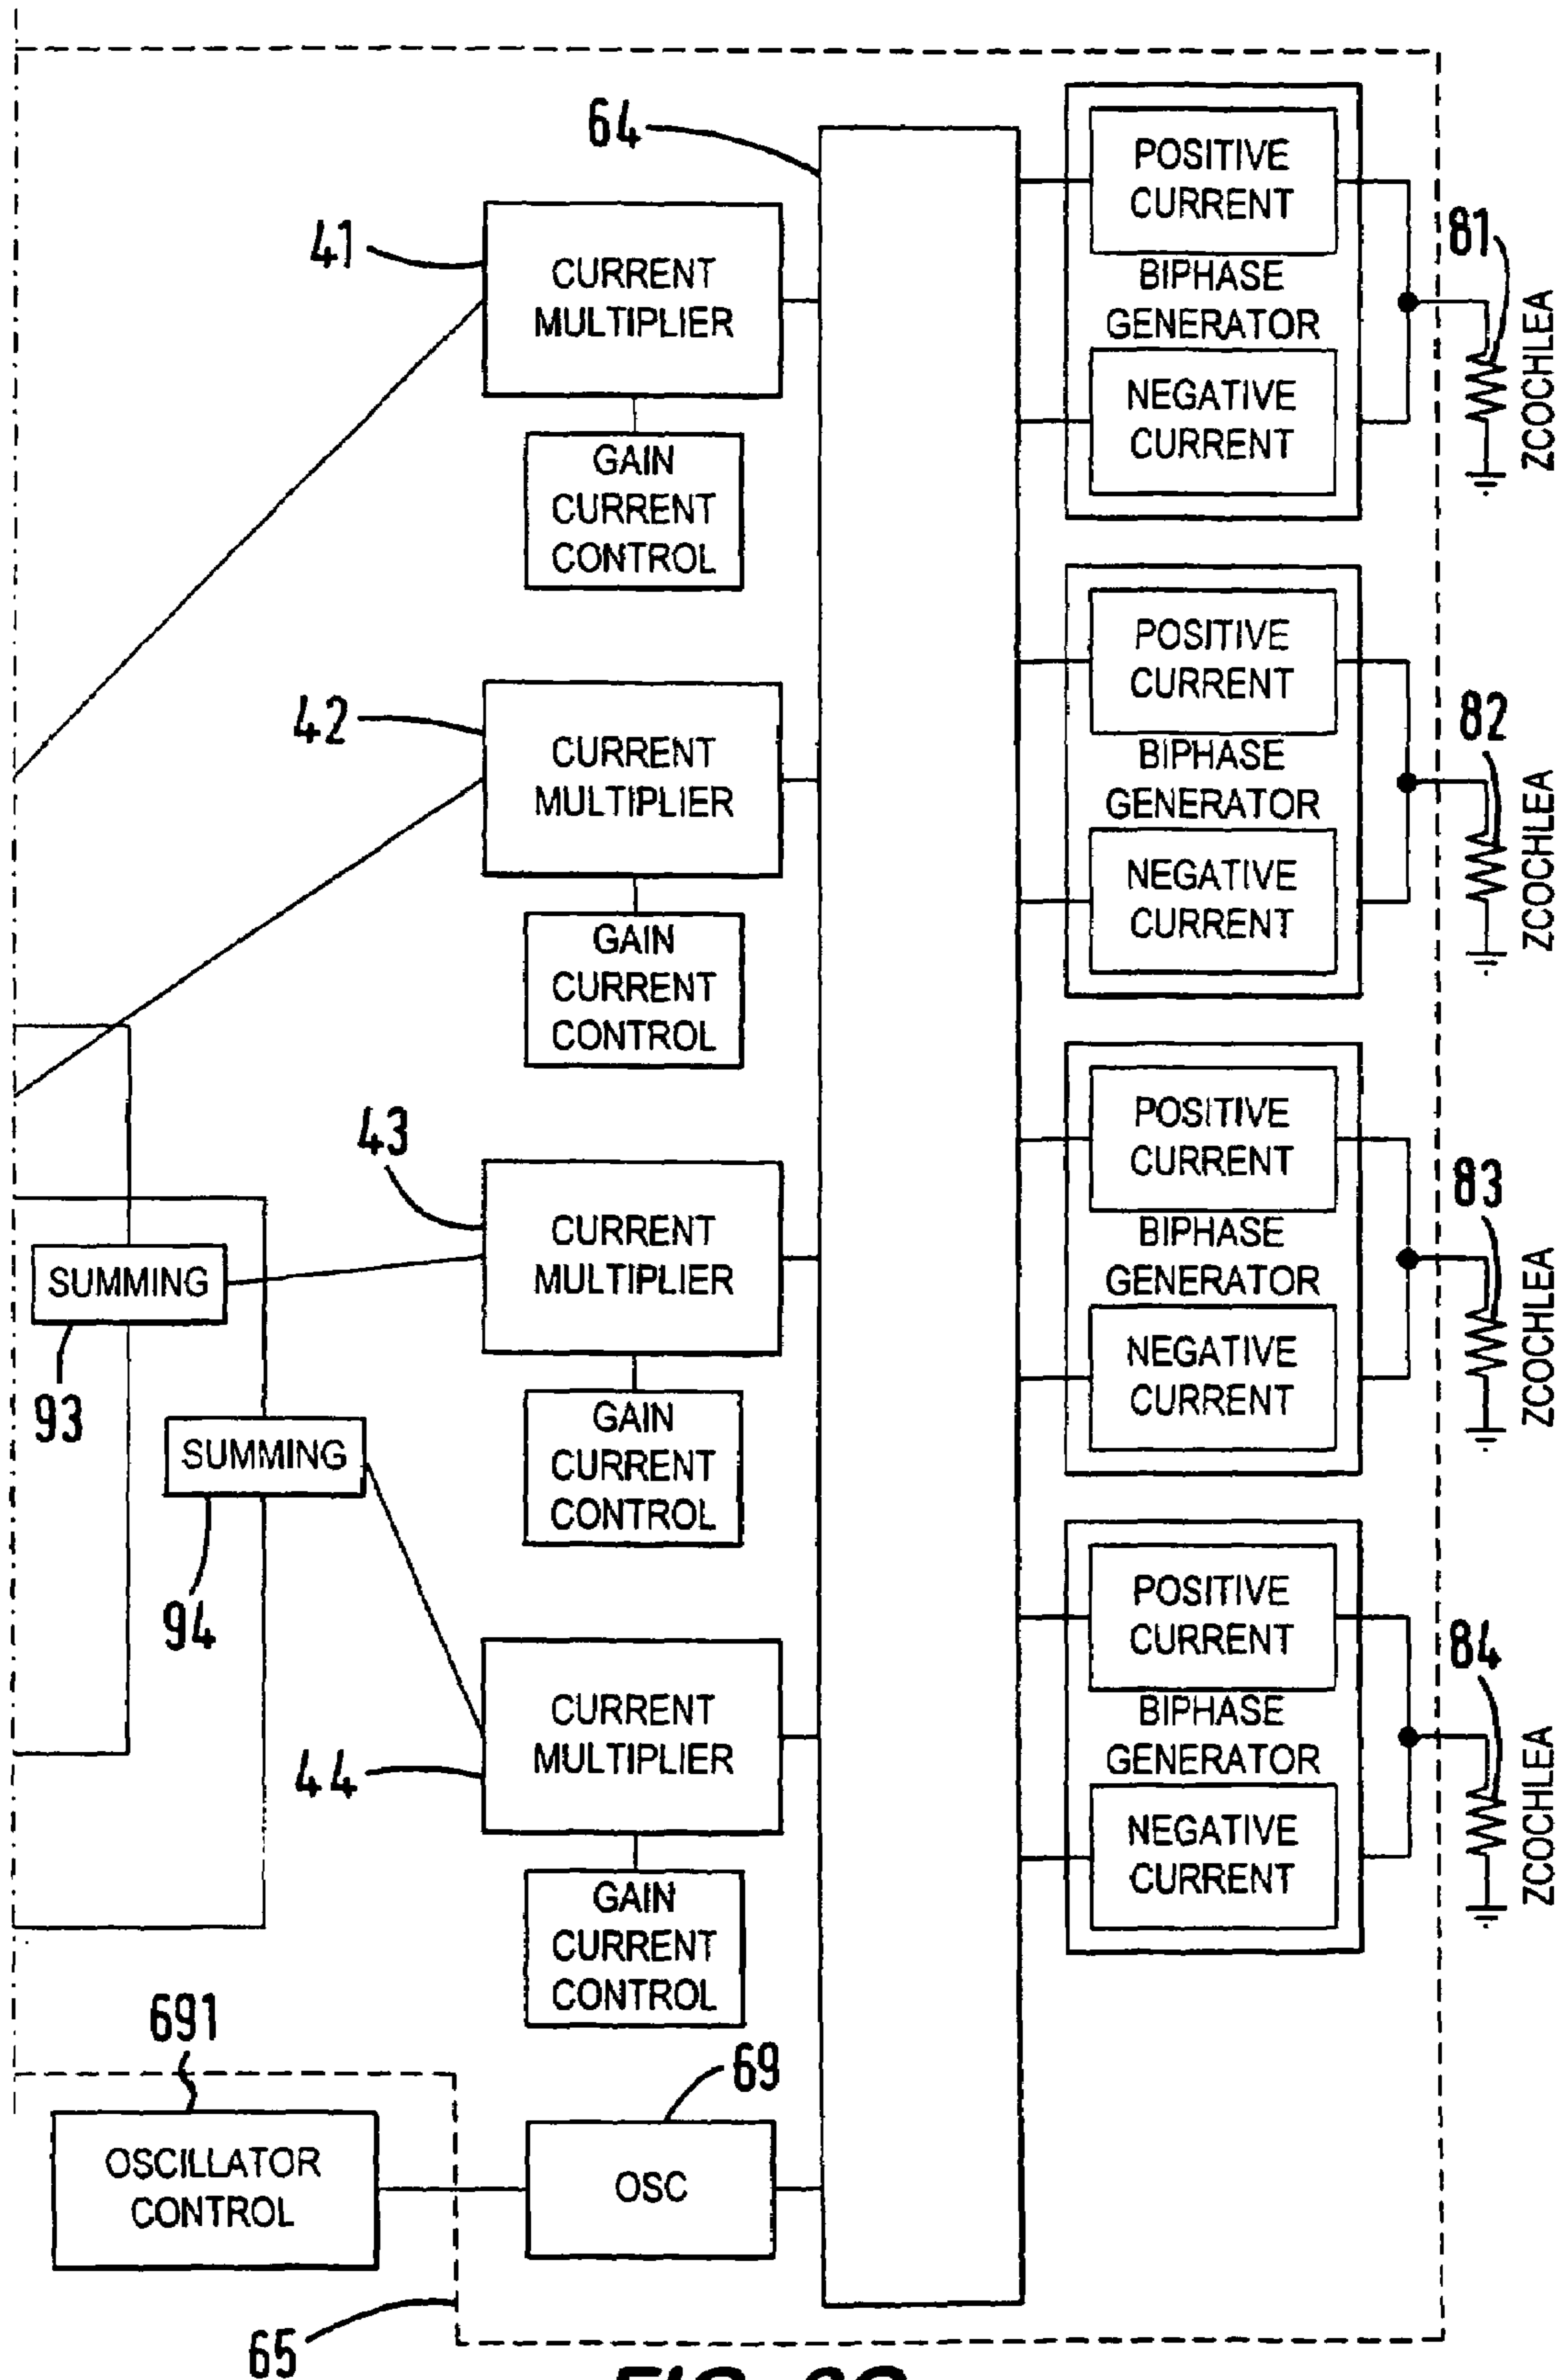 64
41
CURRENT
MULTIPLIER
GAIN
CURRENT
CONTROL
POSITIVE
CURRENT
BIPHASE
GENERATOR
NEGATIVE
CURRENT
81
ZCOCHLEA
42
CURRENT
MULTIPLIER
GAIN
CURRENT
CONTROL
POSITIVE
CURRENT
BIPHASE
GENERATOR
NEGATIVE
CURRENT
82
ZCOCHLEA
SUMMING
93
43
CURRENT
MULTIPLIER
GAIN
CURRENT
CONTROL
POSITIVE
CURRENT
BIPHASE
GENERATOR
NEGATIVE
CURRENT
83
ZCOCHLEA
SUMMING
94
44
CURRENT
MULTIPLIER
GAIN
CURRENT
CONTROL
POSITIVE
CURRENT
BIPHASE
GENERATOR
NEGATIVE
CURRENT
84
ZCOCHLEA
691
OSCILLATOR
CONTROL
69
OSC
65